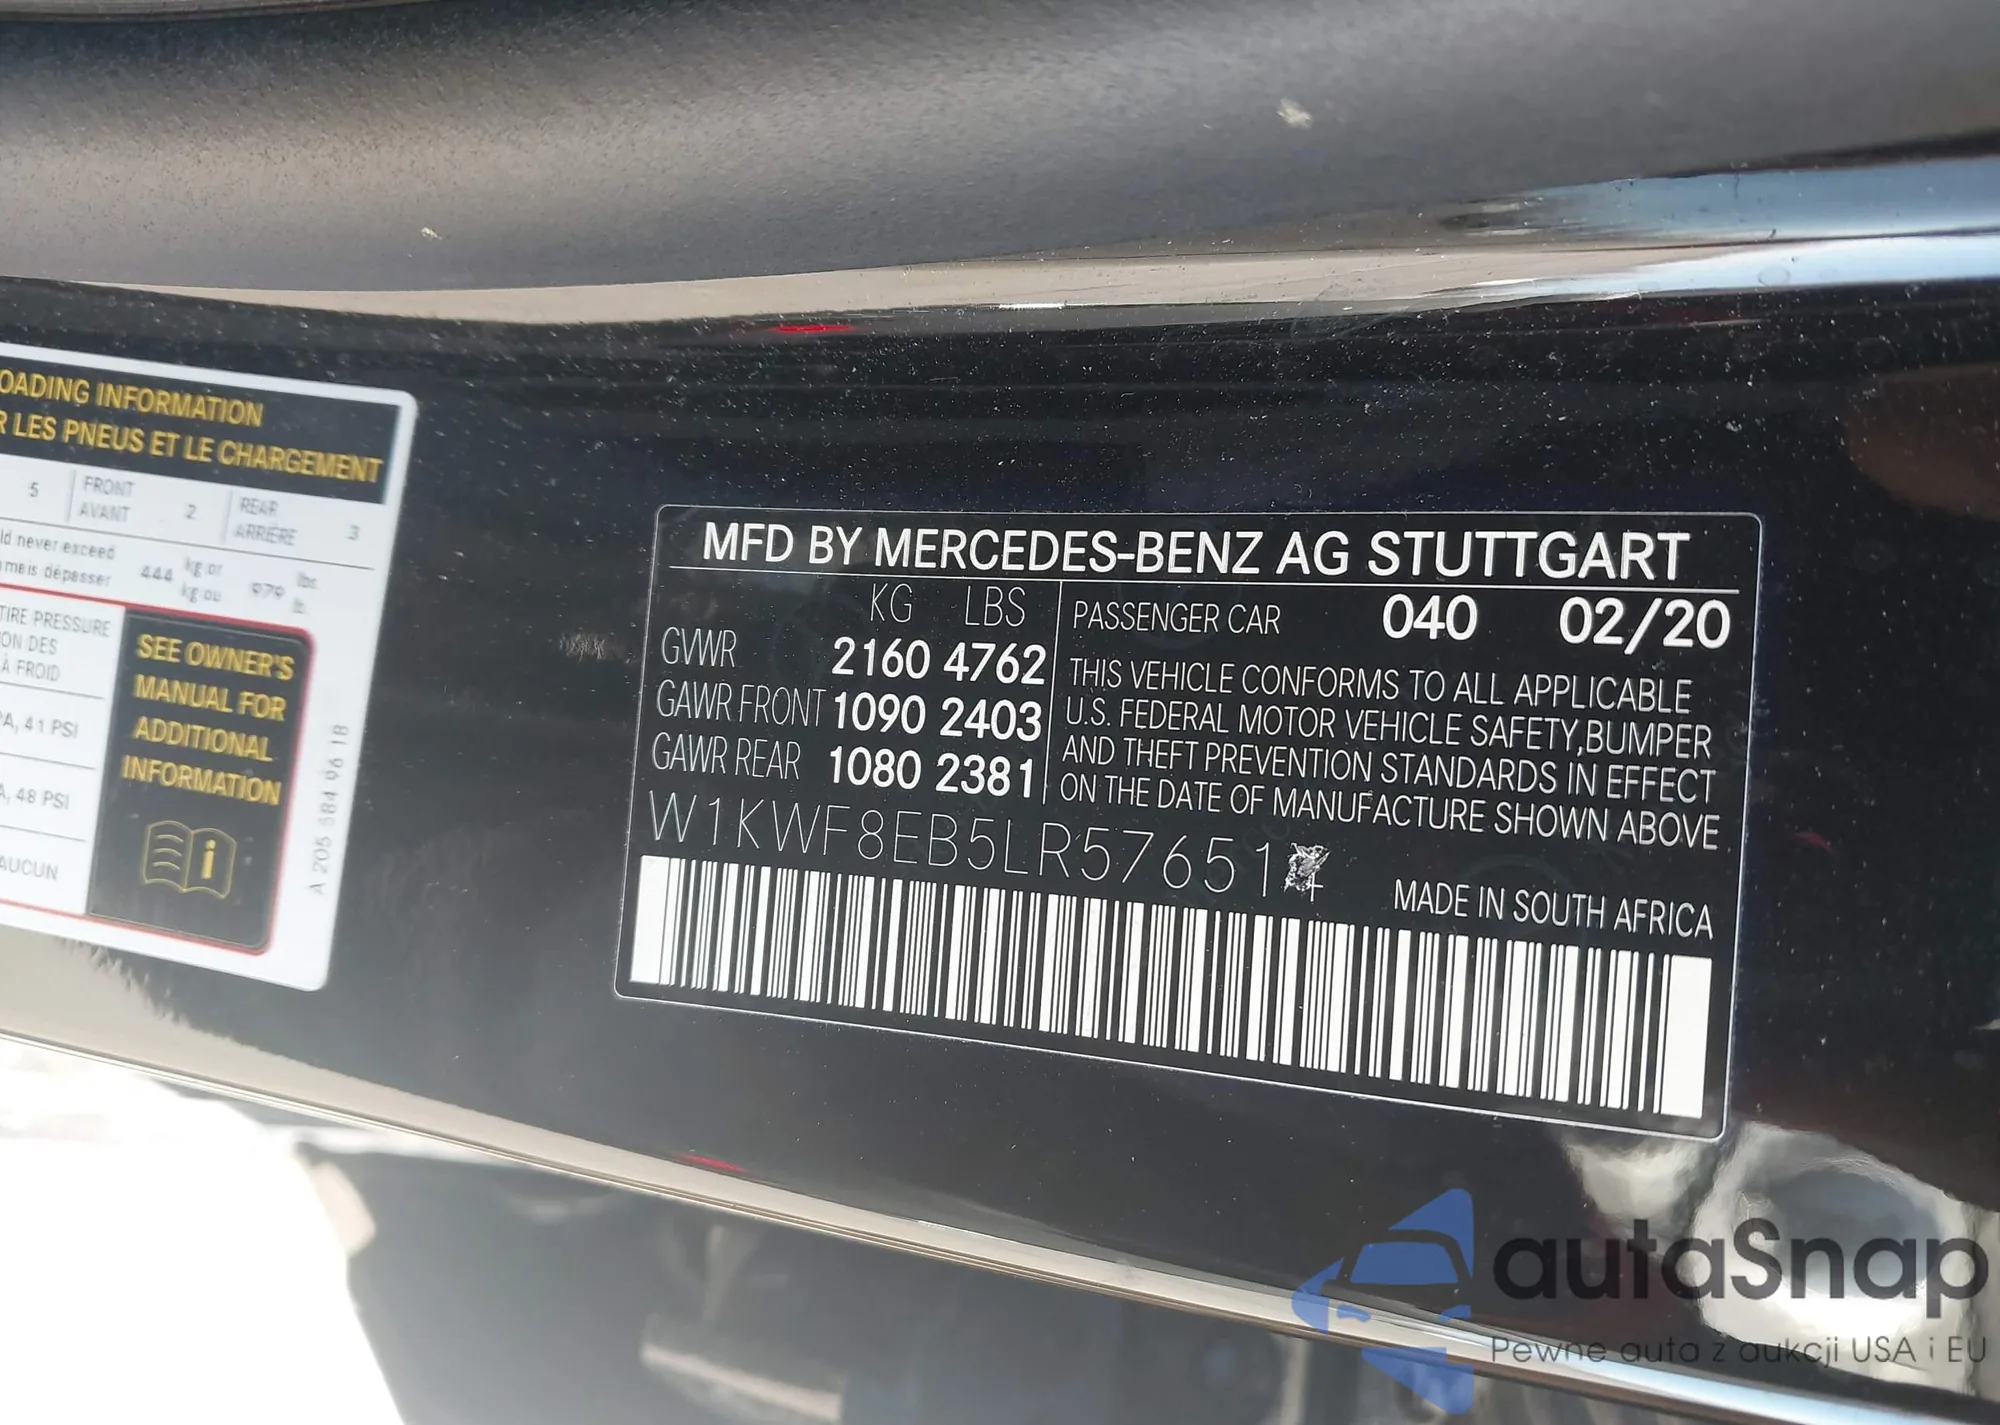 OADING INFORMATION
R LES PNEUS ET LE CHARGEMENT
5 FRONT AVANT 2 REAR ARRIÈRE 3
ld never exceed
mais dépasser 444 kg or kg ou 979 lbs. lb.
TIRE PRESSURE
ON DES
À FROID
PA, 41 PSI
A, 48 PSI
AUCUN
SEE OWNER'S
MANUAL FOR
ADDITIONAL
INFORMATION
A 205 584 96 18
MFD BY MERCEDES-BENZ AG STUTTGART
KG LBS
GVWR 2160 4762
GAWR FRONT 1090 2403
GAWR REAR 1080 2381
PASSENGER CAR 040 02/20
THIS VEHICLE CONFORMS TO ALL APPLICABLE
U.S. FEDERAL MOTOR VEHICLE SAFETY,BUMPER
AND THEFT PREVENTION STANDARDS IN EFFECT
ON THE DATE OF MANUFACTURE SHOWN ABOVE
W1KWF8EB5LR57651
MADE IN SOUTH AFRICA
autaSnap
Pewne auta z aukcji USA i EU